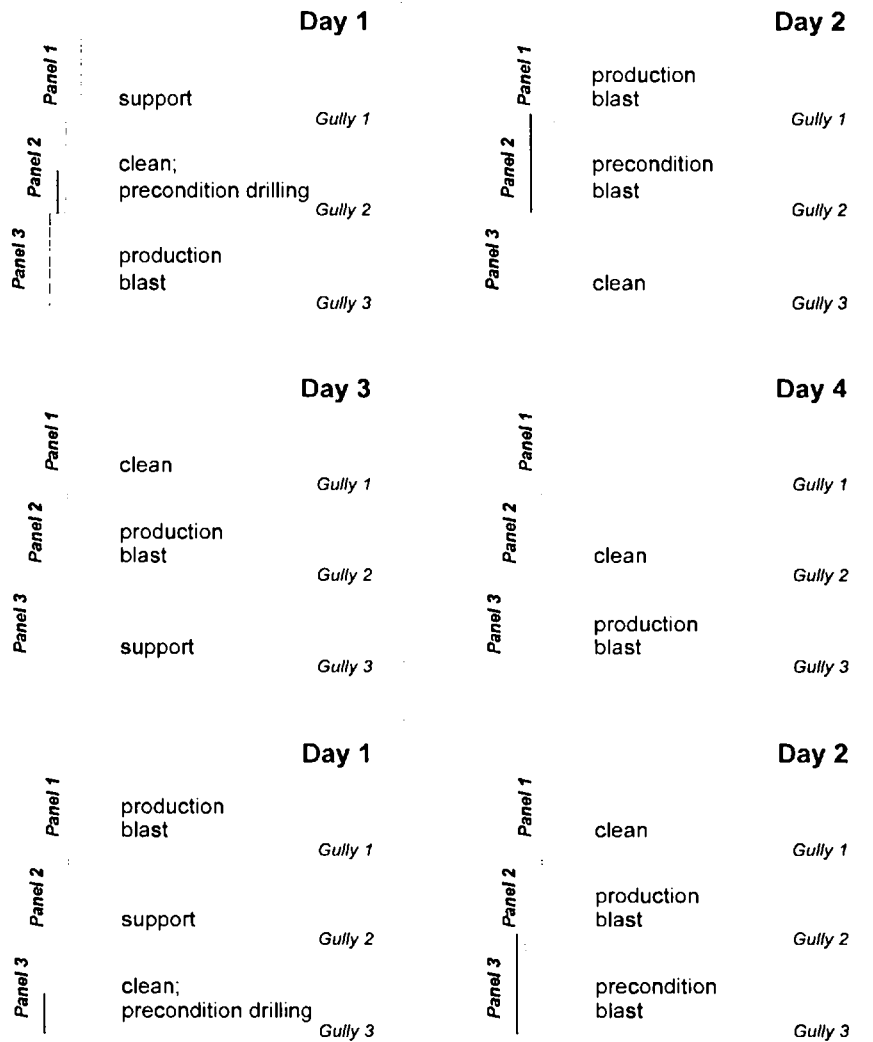 Day 1
Panel 1
support
Gully 1
Panel 2
clean;
precondition drilling
Gully 2
Panel 3
production
blast
Gully 3
Day 2
Panel 1
production
blast
Gully 1
Panel 2
precondition
blast
Gully 2
Panel 3
clean
Gully 3
Day 3
Panel 1
clean
Gully 1
Panel 2
production
blast
Gully 2
Panel 3
support
Gully 3
Day 4
Panel 1
Gully 1
Panel 2
clean
Gully 2
Panel 3
production
blast
Gully 3
Day 1
Panel 1
production
blast
Gully 1
Panel 2
support
Gully 2
Panel 3
clean;
precondition drilling
Gully 3
Day 2
Panel 1
clean
Gully 1
Panel 2
production
blast
Gully 2
Panel 3
precondition
blast
Gully 3